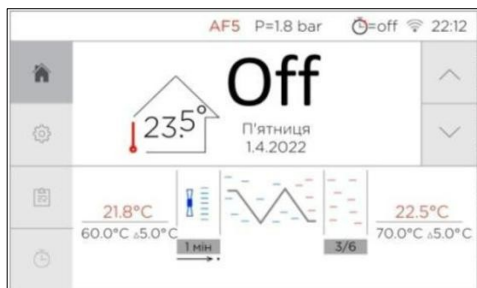 AF5 P=1.8 bar =off 22:12
Off
23.5°
П'ятниця
1.4.2022
21.8°C
60.0°C ▵5.0°C
1 мін
3/6
22.5°C
70.0°C ▵5.0°C